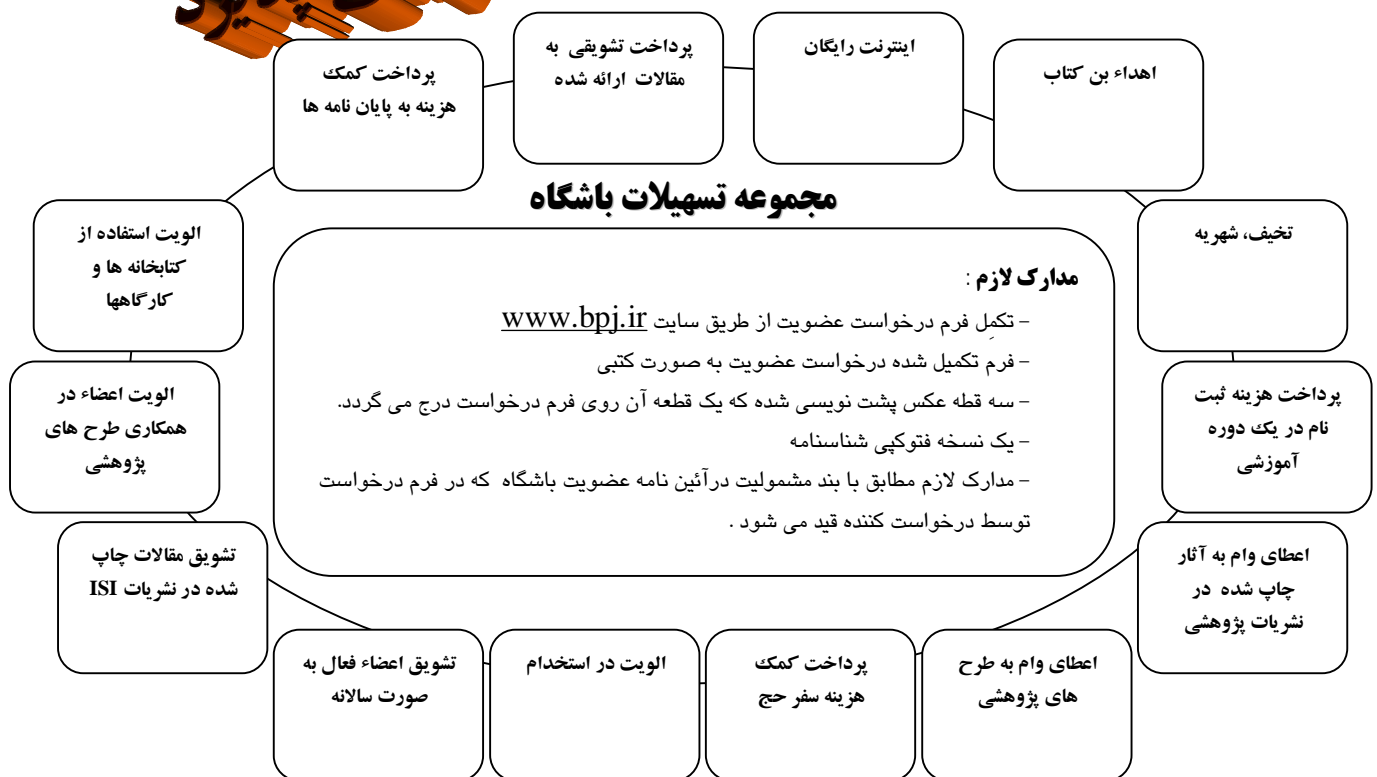 اهداء بن کتاب
اینترنت رایگان
پرداخت تشویقی به
مقالات ارائه شده
پرداخت کمک
هزینه به پایان نامه ها
مجموعه تسهیلات باشگاه
مدارک لازم :
- تکمِل فرم درخواست عضویت از طریق سایت www.bpj.ir
- فرم تکمیل شده درخواست عضویت به صورت کتبی
- سه قطه عکس پشت نویسی شده که یک قطعه آن روی فرم درخواست درج می گردد.
- یک نسخه فتوکپی شناسنامه
- مدارک لازم مطابق با بند مشمولیت درآئین نامه عضویت باشگاه که در فرم درخواست
توسط درخواست کننده قید می شود .
تخیف، شهریه
پرداخت هزینه ثبت
نام در یک دوره
آموزشی
اعطای وام به آثار
چاپ شده در
نشریات پژوهشی
اعطای وام به طرح
های پژوهشی
پرداخت کمک
هزینه سفر حج
الویت در استخدام
تشویق اعضاء فعال به
صورت سالانه
تشویق مقالات چاپ
شده در نشریات ISI
الویت اعضاء در
همکاری طرح های
پژوهشی
الویت استفاده از
کتابخانه ها و
کارگاهها